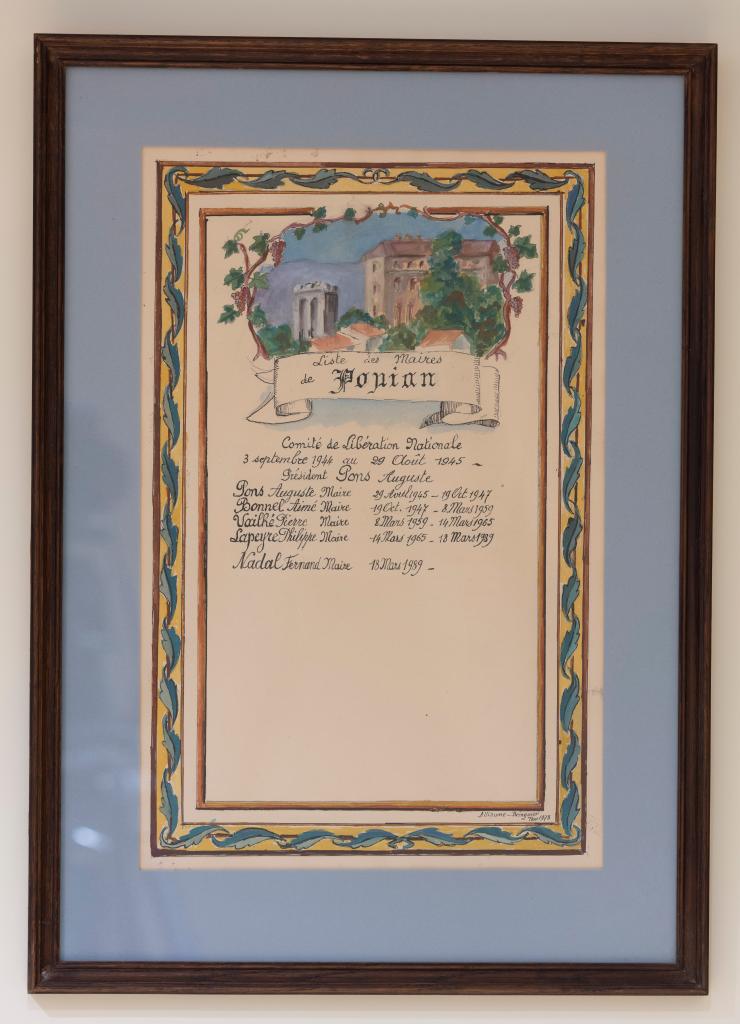 Liste des Maires
de Popian
Comité de Libération Nationale
3 septembre 1944 au 29 Août 1945 -
Président Pons Auguste
Pons Auguste Maire 29 Avril 1945 - 19 Oct 1947
Bonnel Aimé Maire 19 Oct. 1947 - 8 Mars 1959
Vailhé Pierre Maire 8 Mars 1959 - 14 Mars 1965
Lapeyre Philippe Maire 14 Mars 1965 - 18 Mars 1989
Nadal Fernand Maire 18 Mars 1989 -